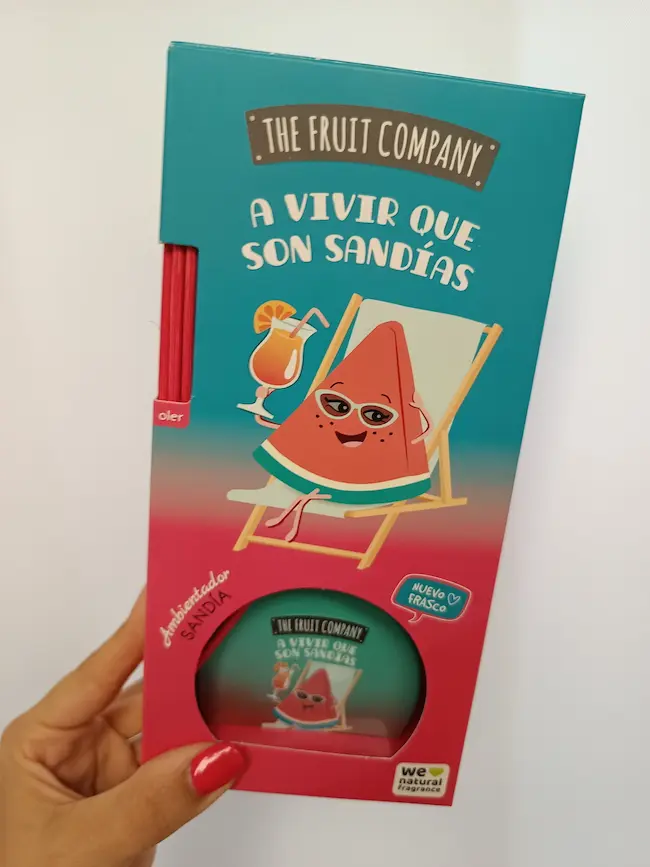 THE FRUIT COMPANY
A VIVIR QUE
SON SANDÍAS
oler
Ambientador
SANDÍA
NUEVO
FRASCO
THE FRUIT COMPANY
A VIVIR QUE
SON SANDÍAS
we
natural
fragrance